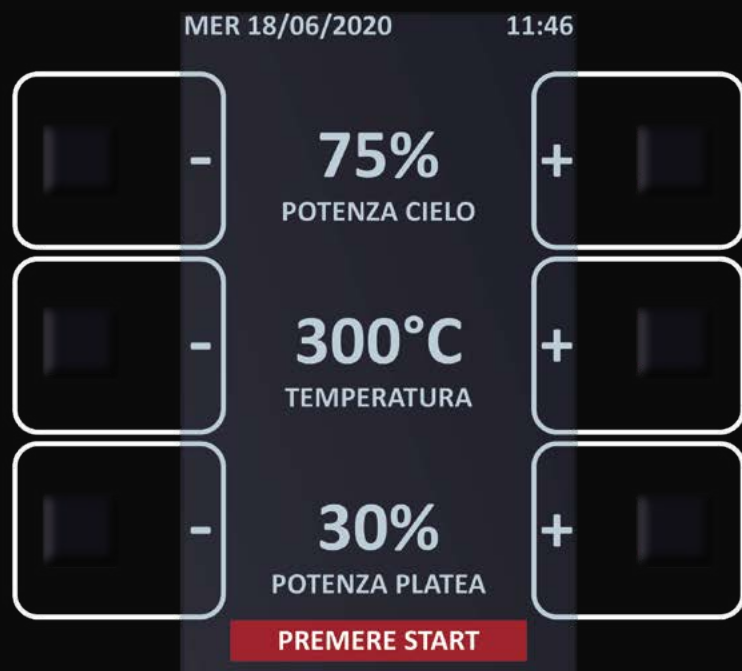 MER 18/06/2020 11:46
- 75% +
POTENZA CIELO
- 300°C +
TEMPERATURA
- 30% +
POTENZA PLATEA
PREMERE START